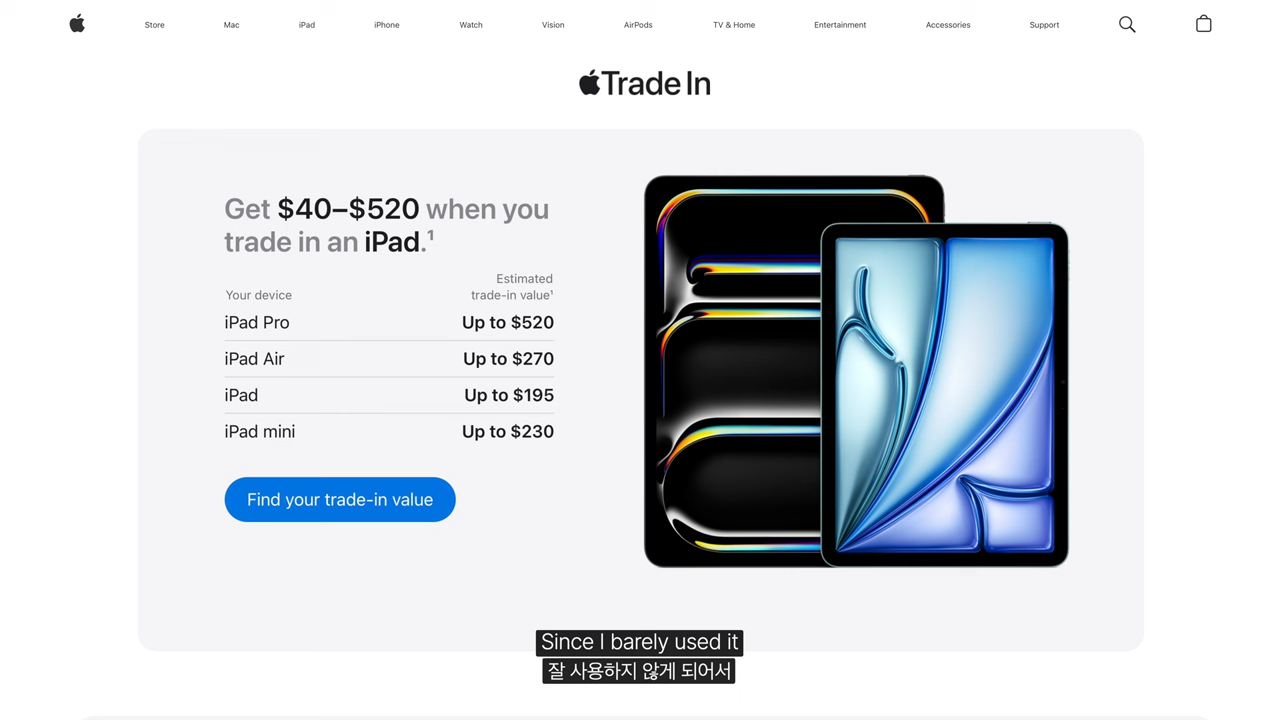 Store Mac iPad iPhone Watch Vision AirPods TV & Home Entertainment Accessories Support
Trade In
Get $40–$520 when you
trade in an iPad.¹
Your device Estimated trade-in value¹
iPad Pro Up to $520
iPad Air Up to $270
iPad Up to $195
iPad mini Up to $230
Find your trade-in value
Since I barely used it
잘 사용하지 않게 되어서